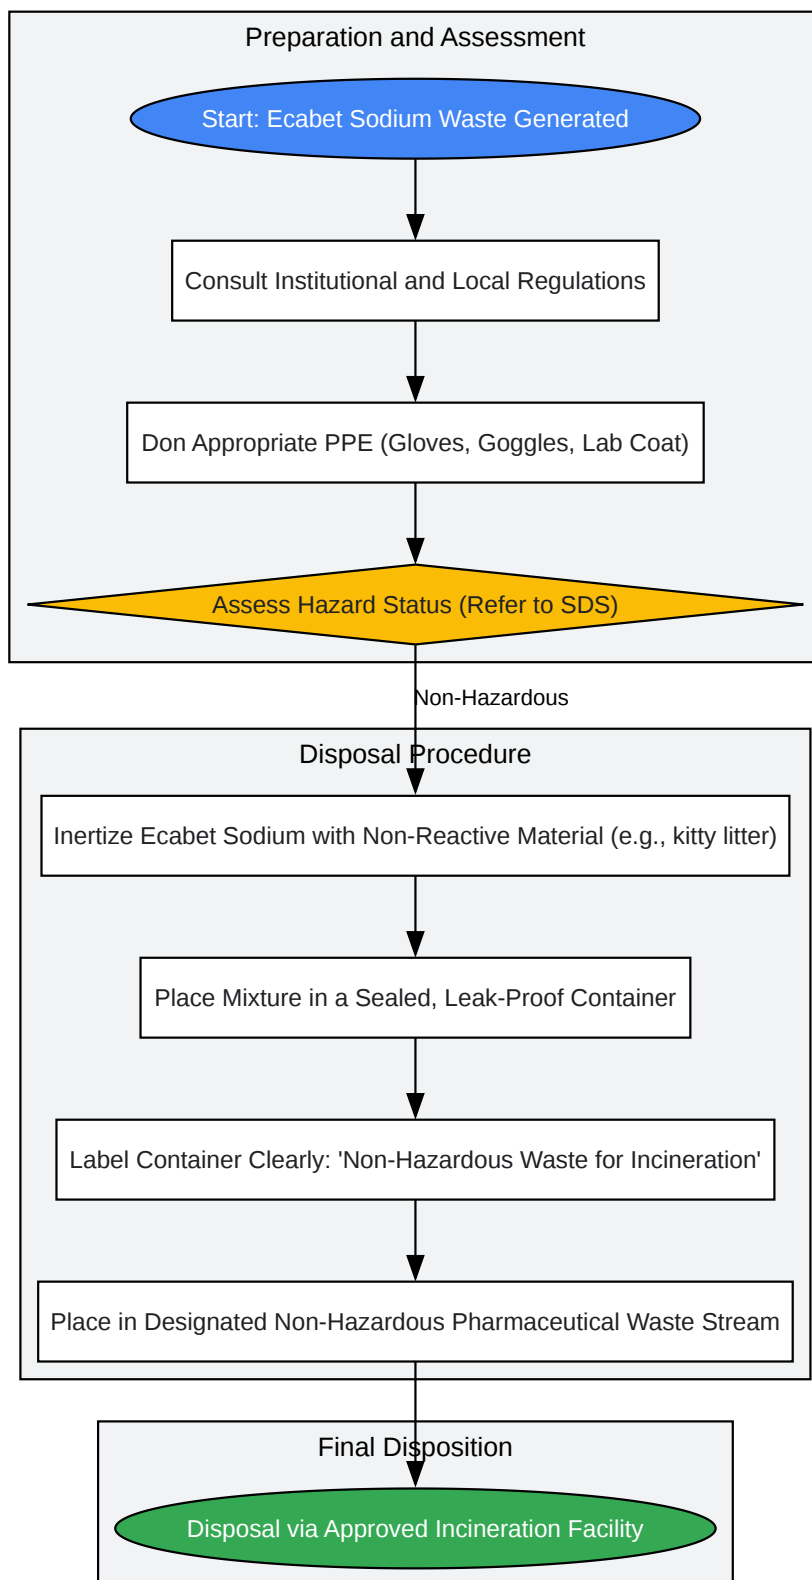 Preparation and Assessment
Start: Ecabet Sodium Waste Generated
Consult Institutional and Local Regulations
Don Appropriate PPE (Gloves, Goggles, Lab Coat)
Assess Hazard Status (Refer to SDS)
Non-Hazardous
Disposal Procedure
Inertize Ecabet Sodium with Non-Reactive Material (e.g., kitty litter)
Place Mixture in a Sealed, Leak-Proof Container
Label Container Clearly: 'Non-Hazardous Waste for Incineration'
Place in Designated Non-Hazardous Pharmaceutical Waste Stream
Final Disposition
Disposal via Approved Incineration Facility